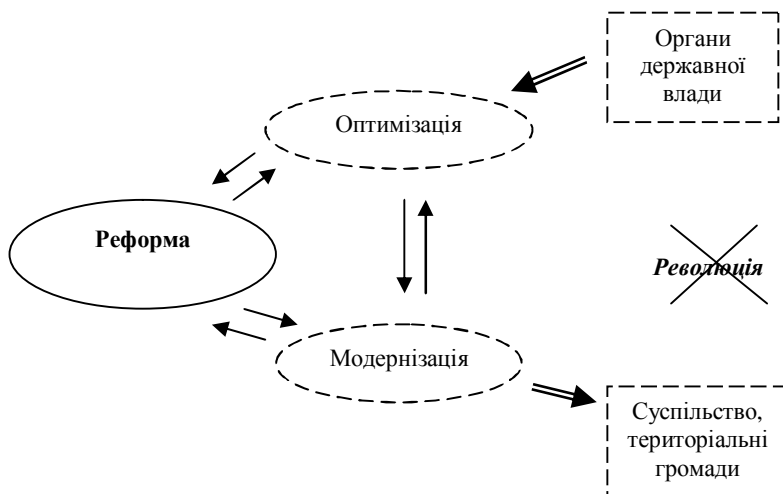 Органи
державної
влади
Оптимізація
Реформа
Революція
Модернізація
Суспільство,
територіальні
громади